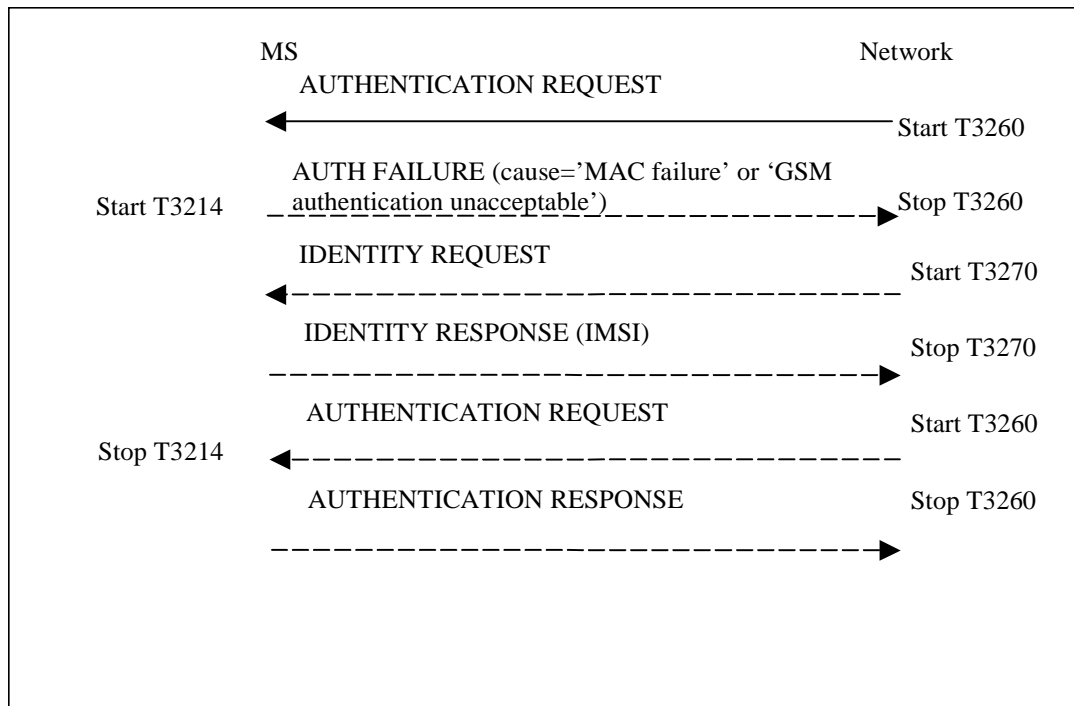 MS Network
AUTHENTICATION REQUEST
Start T3260
AUTH FAILURE (cause=’MAC failure’ or ‘GSM
authentication unacceptable’)
Start T3214
Stop T3260
IDENTITY REQUEST
Start T3270
IDENTITY RESPONSE (IMSI)
Stop T3270
AUTHENTICATION REQUEST
Start T3260
Stop T3214
AUTHENTICATION RESPONSE
Stop T3260